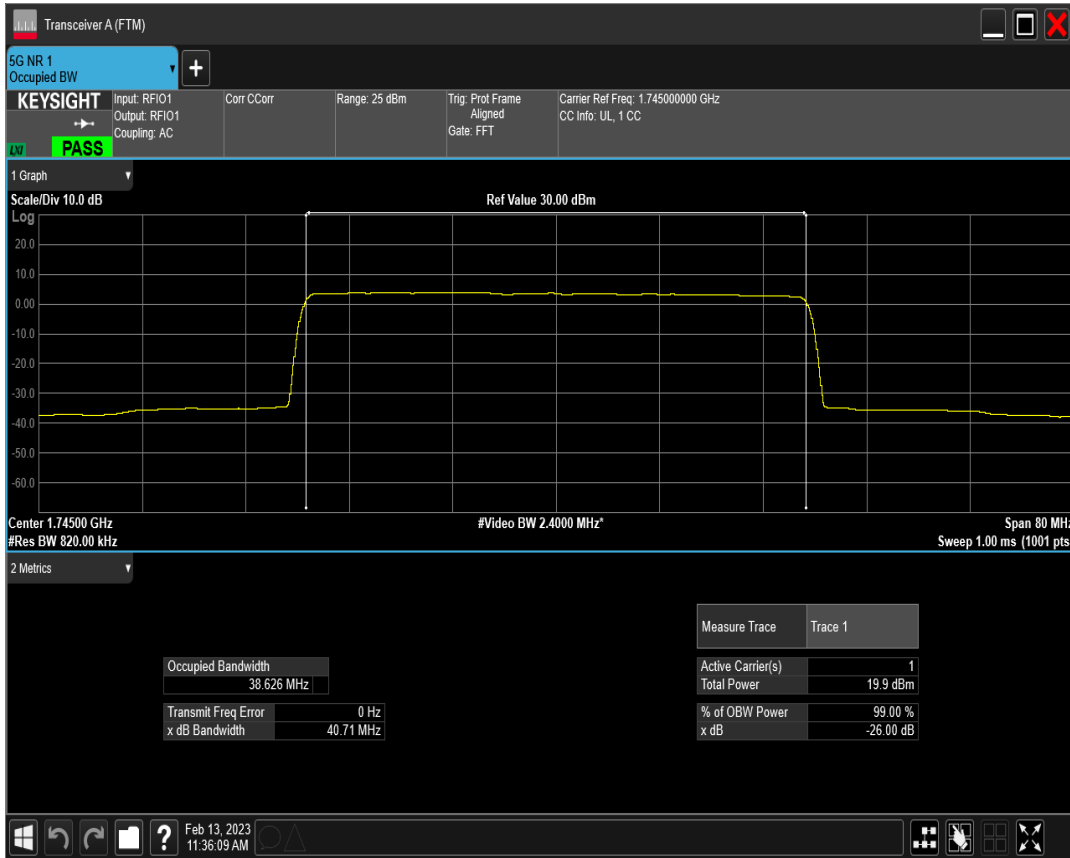 Transceiver A (FTM)
5G NR 1
Occupied BW
+
KEYSIGHT
LXI
PASS
Input: RFIO1
Output: RFIO1
Coupling: AC
Corr CCorr
Range: 25 dBm
Trig: Prot Frame
Aligned
Gate: FFT
Carrier Ref Freq: 1.745000000 GHz
CC Info: UL, 1 CC
1 Graph
Scale/Div 10.0 dB
Ref Value 30.00 dBm
Log
20.0
10.0
0.00
-10.0
-20.0
-30.0
-40.0
-50.0
-60.0
Center 1.74500 GHz
#Video BW 2.4000 MHz*
Span 80 MHz
#Res BW 820.00 kHz
Sweep 1.00 ms (1001 pts
2 Metrics
Measure Trace Trace 1
Occupied Bandwidth
38.626 MHz
Active Carrier(s) 1
Total Power 19.9 dBm
Transmit Freq Error 0 Hz
x dB Bandwidth 40.71 MHz
% of OBW Power 99.00 %
x dB -26.00 dB
?
Feb 13, 2023
11:36:09 AM